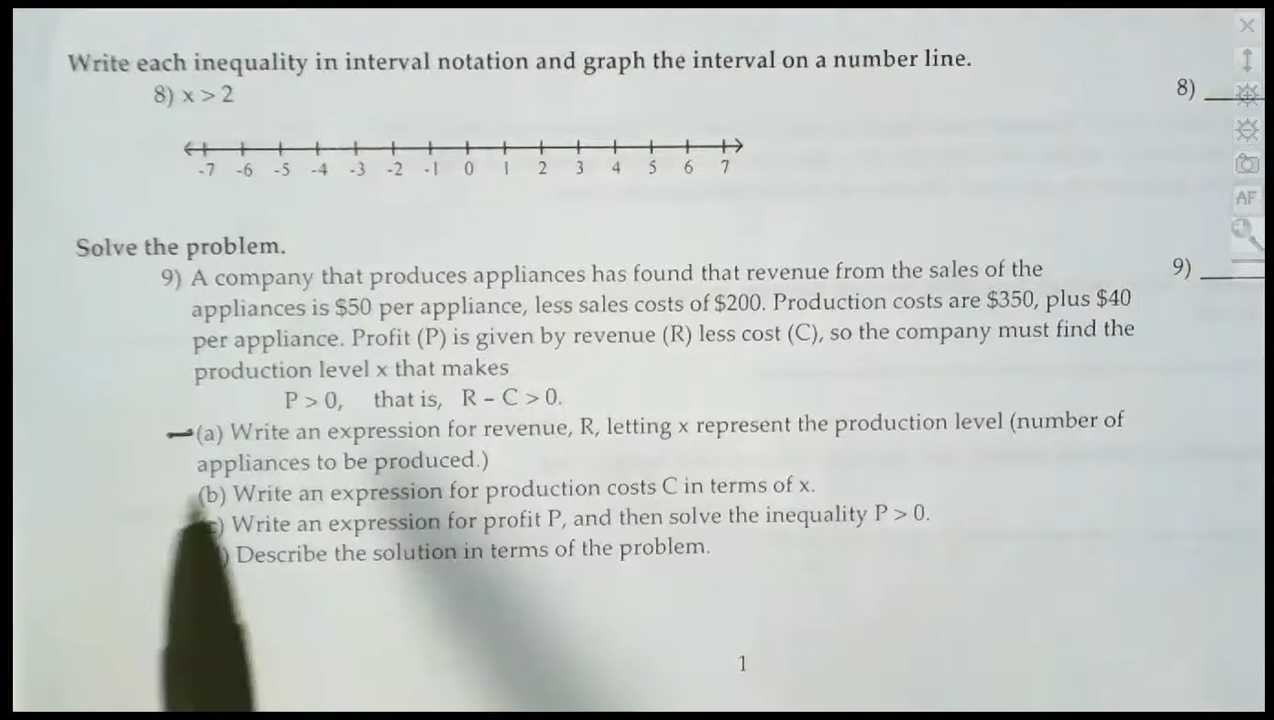 Write each inequality in interval notation and graph the interval on a number line.
8) x > 2
8)
-7 -6 -5 -4 -3 -2 -1 0 1 2 3 4 5 6 7
Solve the problem.
9) A company that produces appliances has found that revenue from the sales of the
9)
appliances is $50 per appliance, less sales costs of $200. Production costs are $350, plus $40
per appliance. Profit (P) is given by revenue (R) less cost (C), so the company must find the
production level x that makes
P > 0, that is, R - C > 0.
(a) Write an expression for revenue, R, letting x represent the production level (number of
appliances to be produced.)
(b) Write an expression for production costs C in terms of x.
) Write an expression for profit P, and then solve the inequality P > 0.
) Describe the solution in terms of the problem.
1
AF